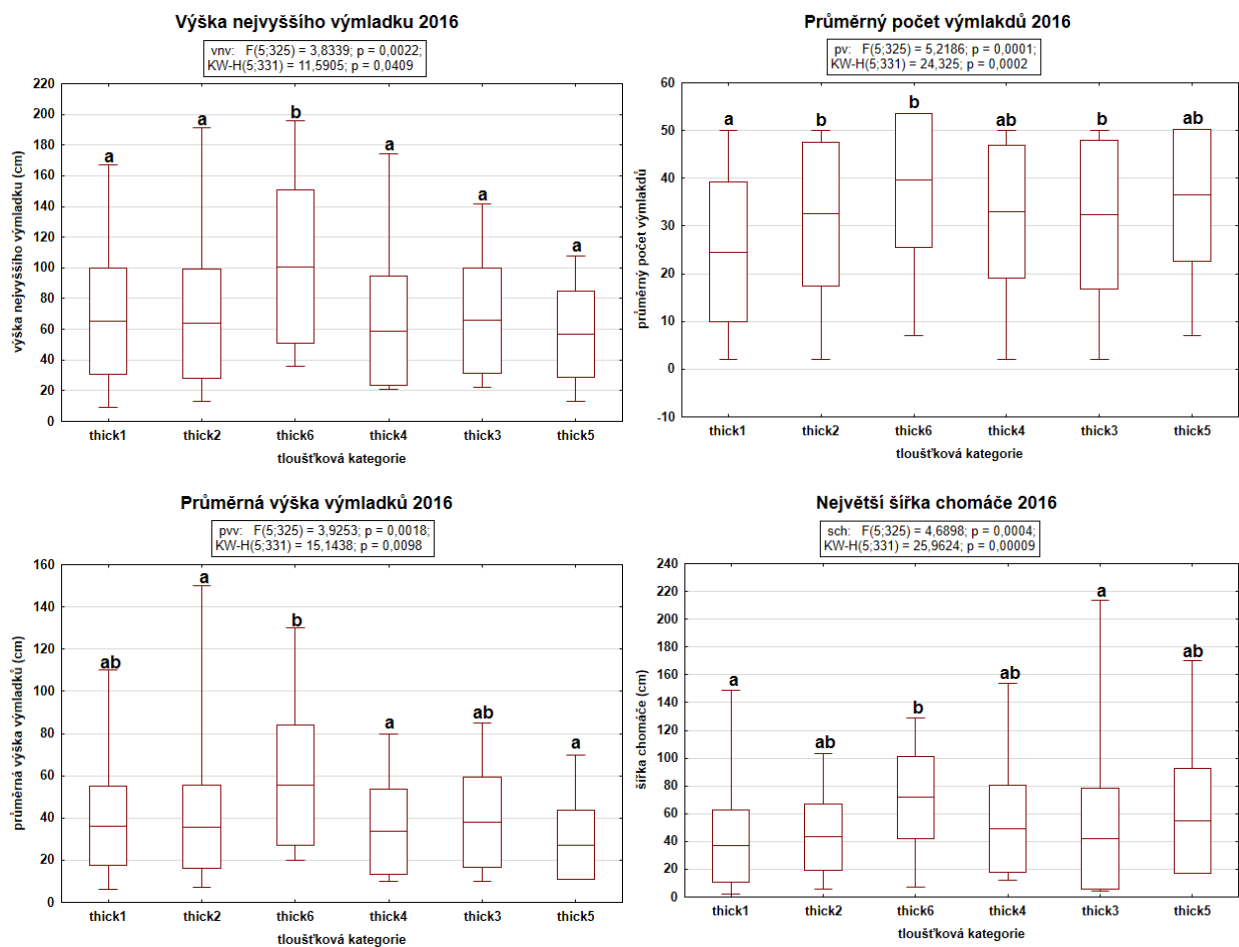 Výška nejvyššího výmladku 2016
vnv: F(5;325) = 3,8339; p = 0,0022;
KW-H(5;331) = 11,5905; p = 0,0409
výška nejvyššího výmladku (cm)
220
200
180
160
140
120
100
80
60
40
20
0
a
a
b
a
a
a
thick1 thick2 thick6 thick4 thick3 thick5
tloušťková kategorie
Průměrný počet výmlakdů 2016
pv: F(5;325) = 5,2186; p = 0,0001;
KW-H(5;331) = 24,325; p = 0,0002
průměrný počet výmlakdů
60
50
40
30
20
10
0
-10
a
b
b
ab
b
ab
thick1 thick2 thick6 thick4 thick3 thick5
tloušťková kategorie
Průměrná výška výmladků 2016
pvv: F(5;325) = 3,9253; p = 0,0018;
KW-H(5;331) = 15,1438; p = 0,0098
průměrná výška výmladků (cm)
160
140
120
100
80
60
40
20
0
ab
a
b
a
ab
a
thick1 thick2 thick6 thick4 thick3 thick5
tloušťková kategorie
Největší šířka chomáče 2016
sch: F(5;325) = 4,6898; p = 0,0004;
KW-H(5;331) = 25,9624; p = 0,00009
šířka chomáče (cm)
240
220
200
180
160
140
120
100
80
60
40
20
0
a
ab
b
ab
a
ab
thick1 thick2 thick6 thick4 thick3 thick5
tloušťková kategorie